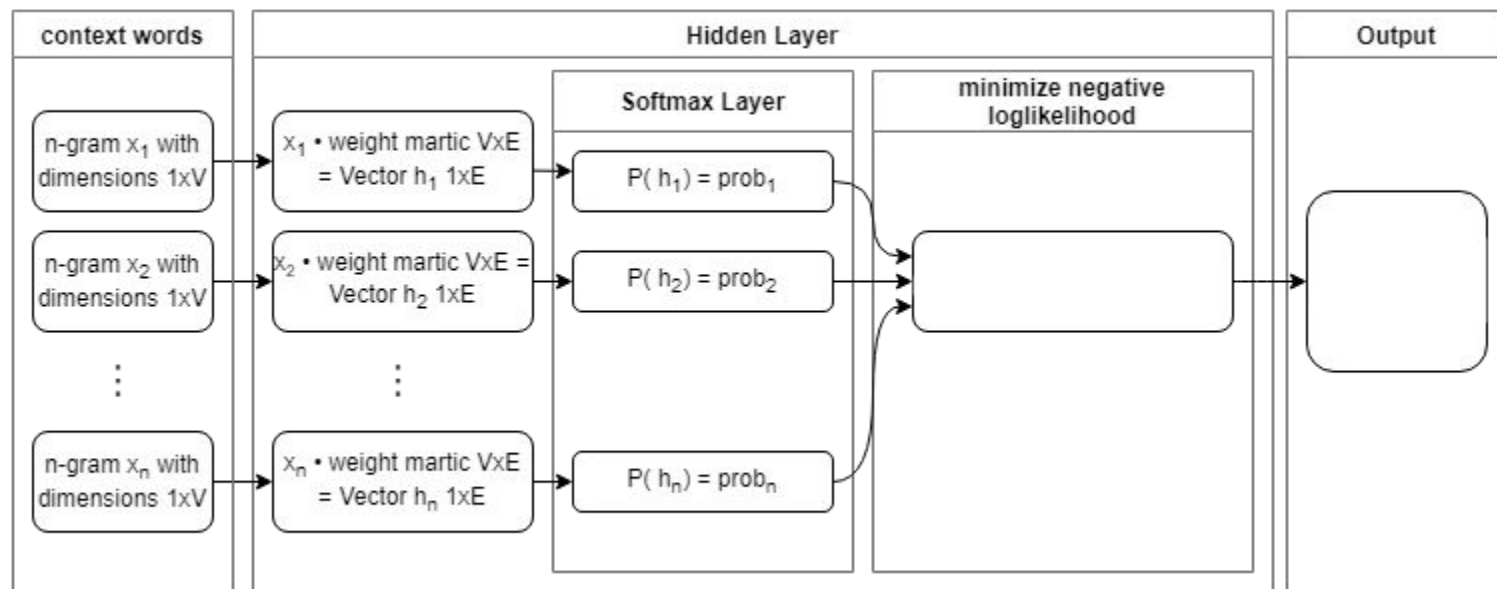 context words
Hidden Layer
Output
Softmax Layer
minimize negative
loglikelihood
n-gram x₁ with
dimensions 1xV
x₁ • weight martic VxE
= Vector h₁ 1xE
P( h₁) = prob₁
n-gram x₂ with
dimensions 1xV
x₂ • weight martic VxE =
Vector h₂ 1xE
P( h₂) = prob₂
⋮
⋮
n-gram xₙ with
dimensions 1xV
xₙ • weight martic VxE
= Vector hₙ 1xE
P( hₙ) = probₙ